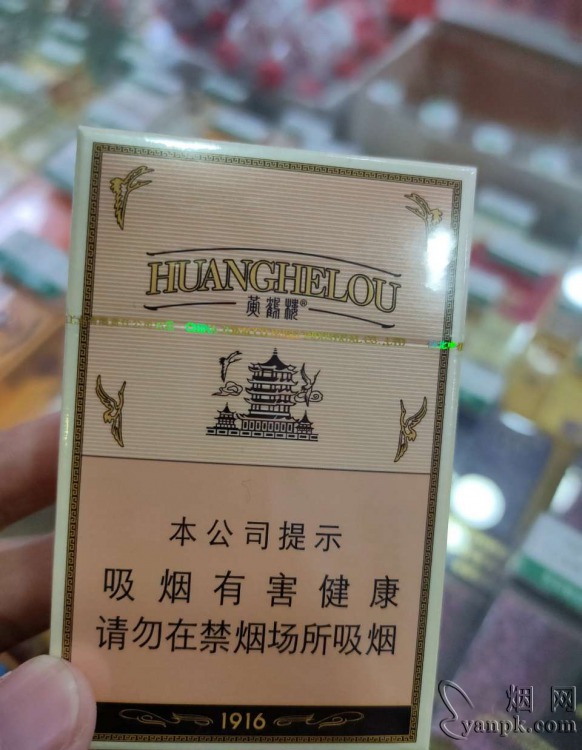 HUANGHELOU
黄鹤楼®
本公司提示
吸烟有害健康
请勿在禁烟场所吸烟
1916
烟网
yanpk.com